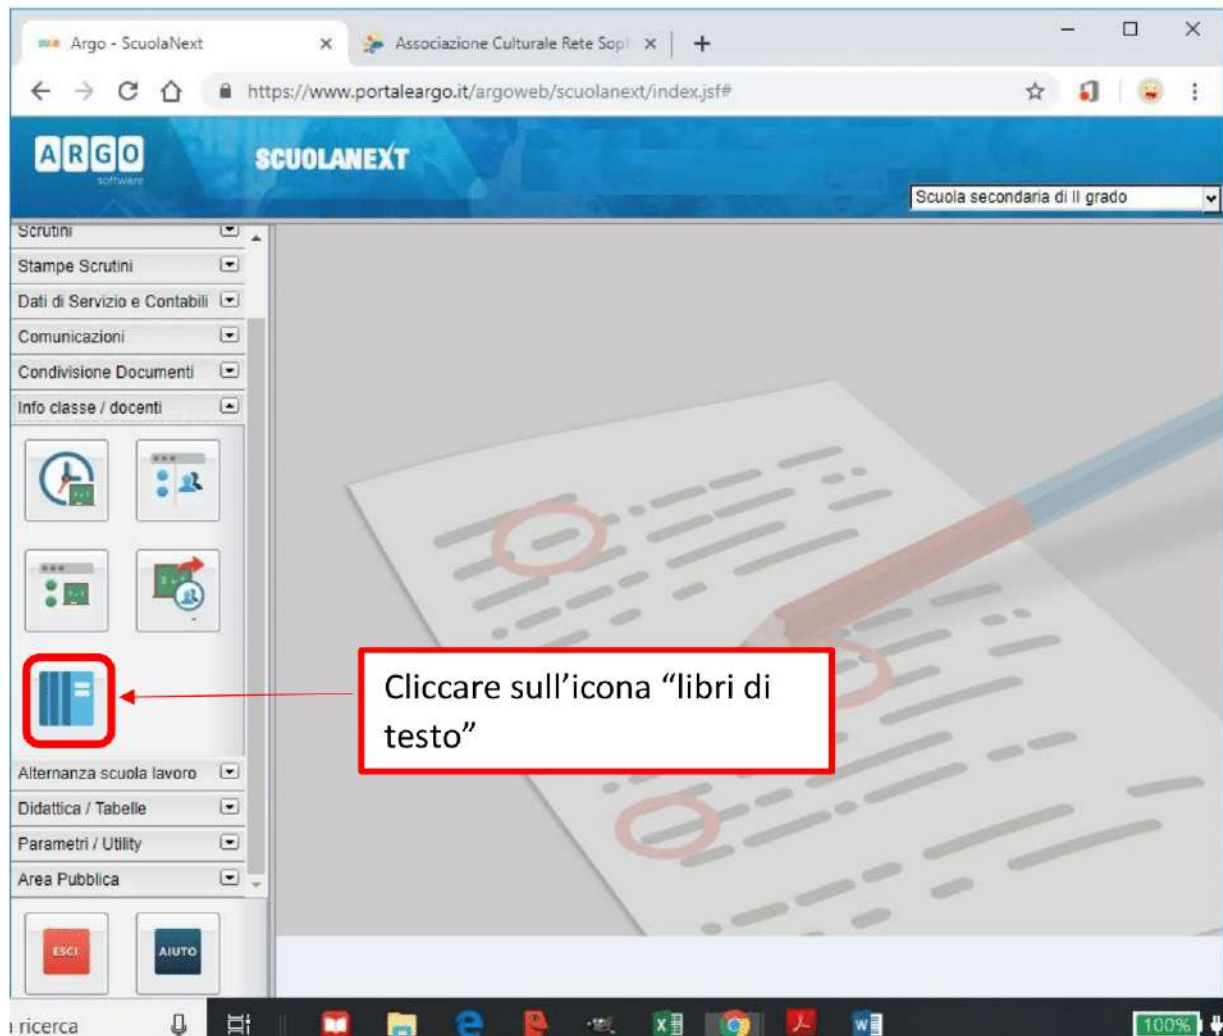 Argo - ScuolaNext
Associazione Culturale Rete Soph
https://www.portaleargo.it/argoweb/scuolanext/index.jsf#
ARGO
software
SCUOLANEXT
Scuola secondaria di II grado
Scrutini
Stampe Scrutini
Dati di Servizio e Contabili
Comunicazioni
Condivisione Documenti
Info classe / docenti
Cliccare sull’icona “libri di
testo”
Alternanza scuola lavoro
Didattica / Tabelle
Parametri / Utility
Area Pubblica
ESCI
AIUTO
ricerca
100%